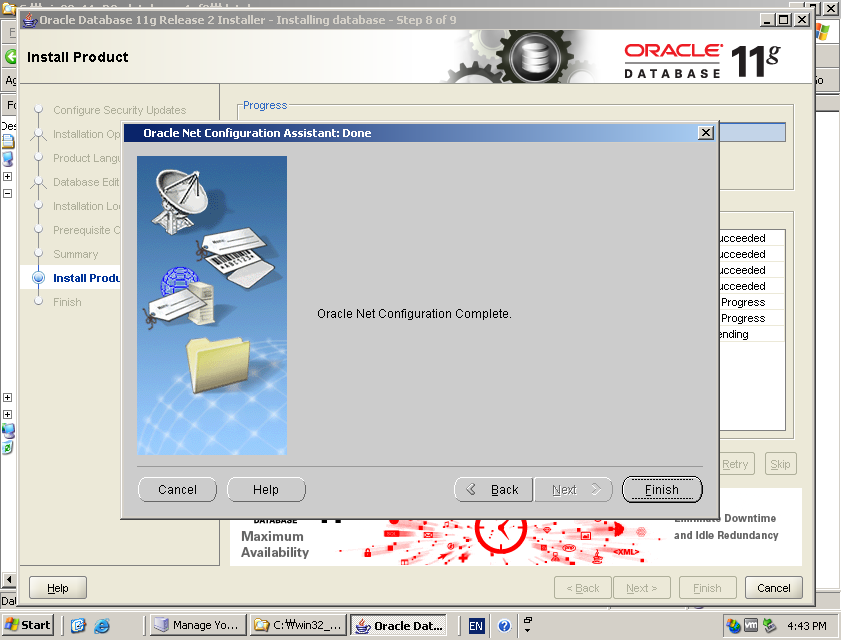 Oracle Database 11g Release 2 Installer - Installing database - Step 8 of 9
Install Product
ORACLE
DATABASE 11g
Configure Security Updates
Installation Op
Product Langu
Database Edit
Installation Lo
Prerequisite C
Summary
Install Produ
Finish
Progress
Oracle Net Configuration Assistant: Done
Oracle Net Configuration Complete.
Cancel
Help
Back
Next
Finish
ucceeded
ucceeded
ucceeded
ucceeded
Progress
Progress
ending
Retry
Skip
DATABASE
Maximum
Availability
<XML>
Eliminate Downtime
and Idle Redundancy
Help
< Back
Next >
Finish
Cancel
Start
Manage Yo...
C:₩win32_...
Oracle Dat...
EN
4:43 PM